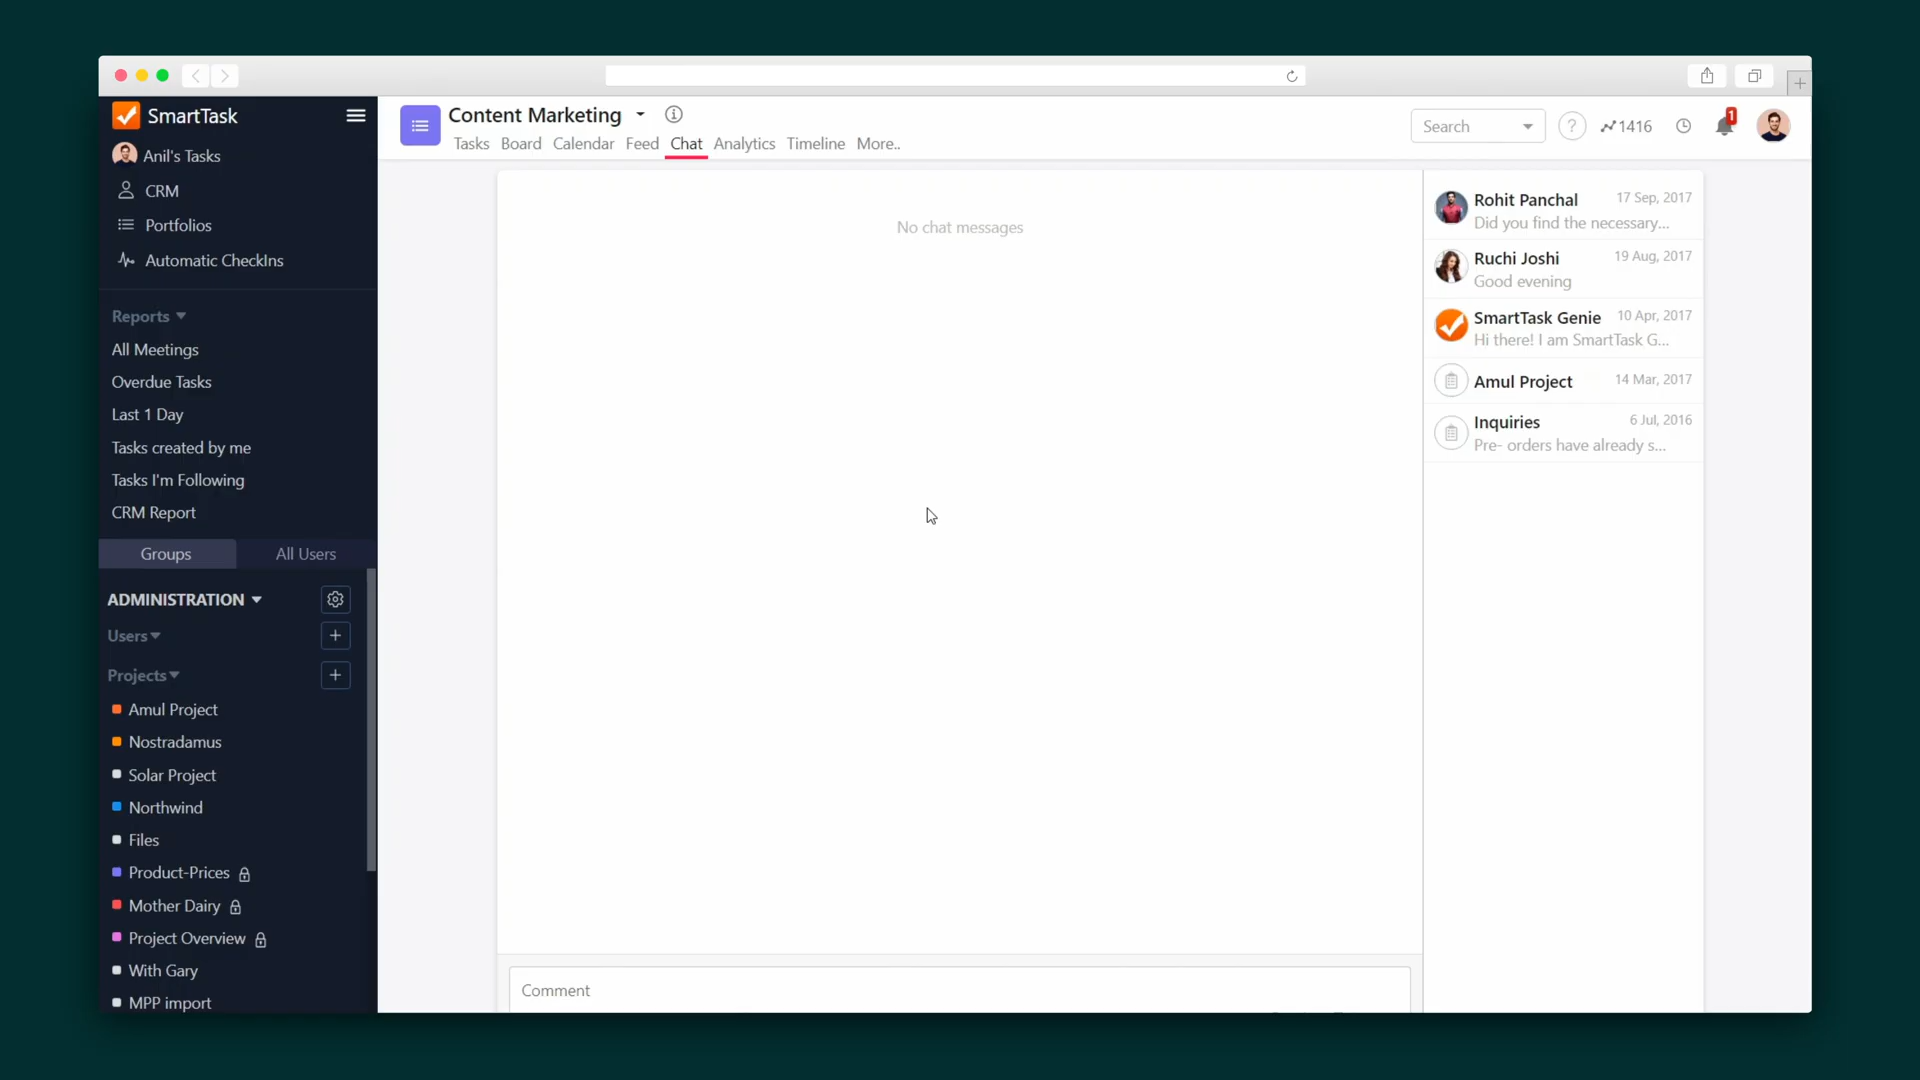 SmartTask
Anil's Tasks
CRM
Portfolios
Automatic CheckIns
Reports
All Meetings
Overdue Tasks
Last 1 Day
Tasks created by me
Tasks I'm Following
CRM Report
Groups
All Users
ADMINISTRATION
Users
Projects
Amul Project
Nostradamus
Solar Project
Northwind
Files
Product-Prices
Mother Dairy
Project Overview
With Gary
MPP import
Content Marketing
Tasks Board Calendar Feed Chat Analytics Timeline More..
Search
?
1416
1
No chat messages
Comment
Rohit Panchal 17 Sep, 2017
Did you find the necessary...
Ruchi Joshi 19 Aug, 2017
Good evening
SmartTask Genie 10 Apr, 2017
Hi there! I am SmartTask G...
Amul Project 14 Mar, 2017
Inquiries 6 Jul, 2016
Pre- orders have already s...